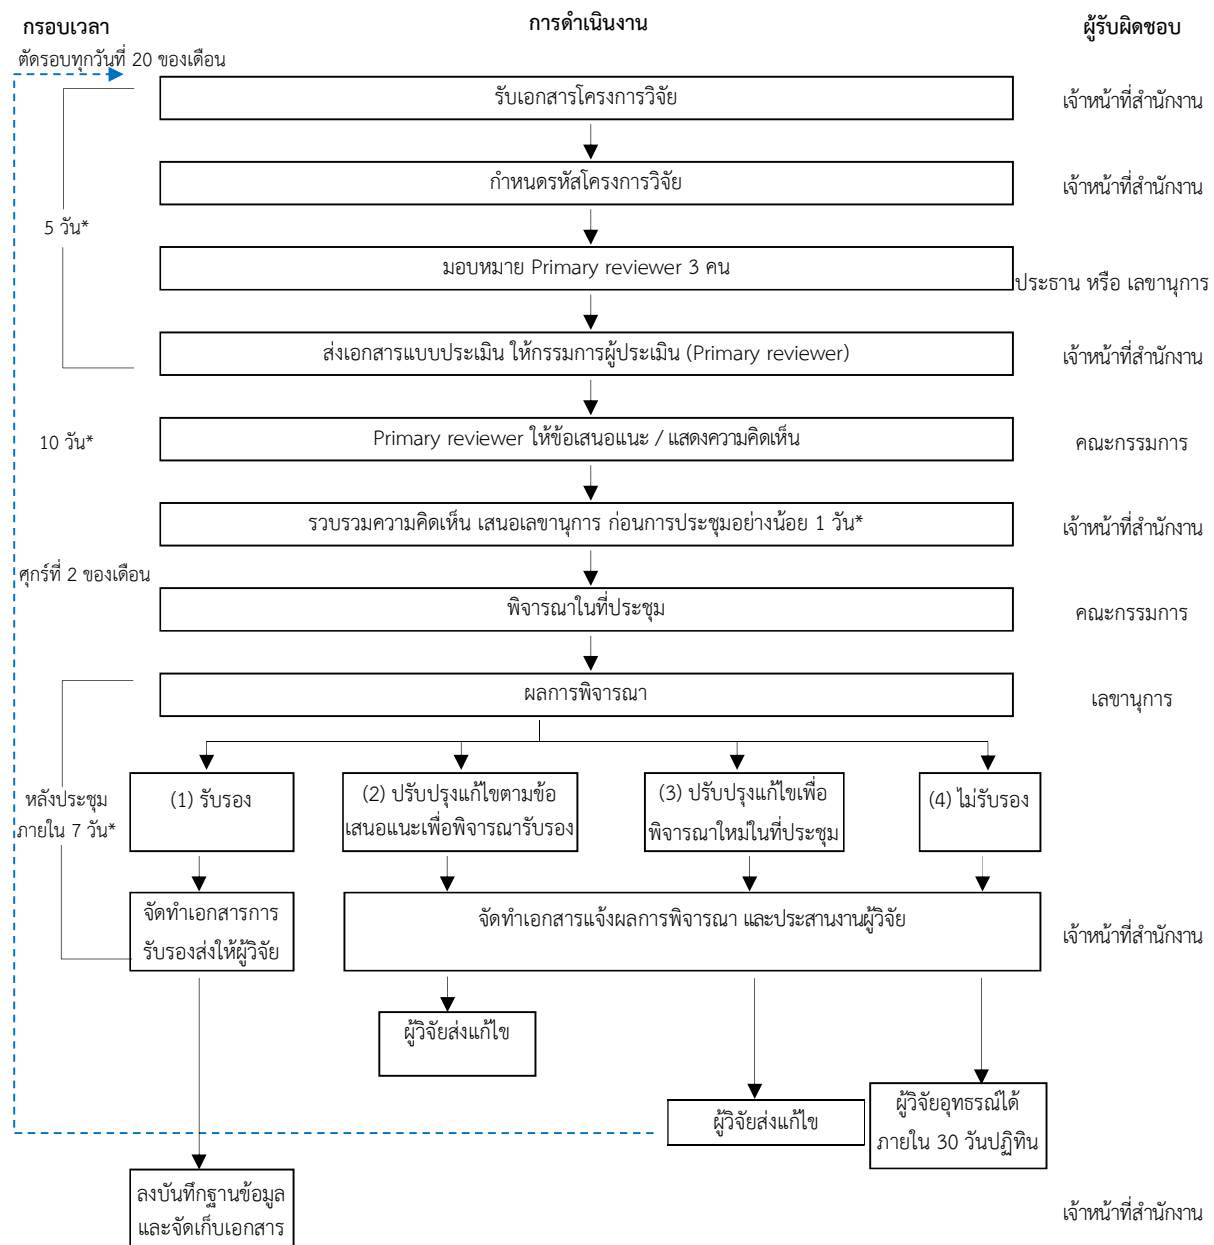 กรอบเวลา
การดำเนินงาน
ผู้รับผิดชอบ
ตัดรอบทุกวันที่ 20 ของเดือน
รับเอกสารโครงการวิจัย
เจ้าหน้าที่สำนักงาน
กำหนดรหัสโครงการวิจัย
เจ้าหน้าที่สำนักงาน
5 วัน*
มอบหมาย Primary reviewer 3 คน
ประธาน หรือ เลขานุการ
ส่งเอกสารแบบประเมิน ให้กรรมการผู้ประเมิน (Primary reviewer)
เจ้าหน้าที่สำนักงาน
10 วัน*
Primary reviewer ให้ข้อเสนอแนะ / แสดงความคิดเห็น
คณะกรรมการ
รวบรวมความคิดเห็น เสนอเลขานุการ ก่อนการประชุมอย่างน้อย 1 วัน*
เจ้าหน้าที่สำนักงาน
ศุกร์ที่ 2 ของเดือน
พิจารณาในที่ประชุม
คณะกรรมการ
ผลการพิจารณา
เลขานุการ
หลังประชุม
ภายใน 7 วัน*
(1) รับรอง
(2) ปรับปรุงแก้ไขตามข้อ
เสนอแนะเพื่อพิจารณารับรอง
(3) ปรับปรุงแก้ไขเพื่อ
พิจารณาใหม่ในที่ประชุม
(4) ไม่รับรอง
จัดทำเอกสารการ
รับรองส่งให้ผู้วิจัย
จัดทำเอกสารแจ้งผลการพิจารณา และประสานงานผู้วิจัย
เจ้าหน้าที่สำนักงาน
ผู้วิจัยส่งแก้ไข
ผู้วิจัยส่งแก้ไข
ผู้วิจัยอุทธรณ์ได้
ภายใน 30 วันปฏิทิน
ลงบันทึกฐานข้อมูล
และจัดเก็บเอกสาร
เจ้าหน้าที่สำนักงาน